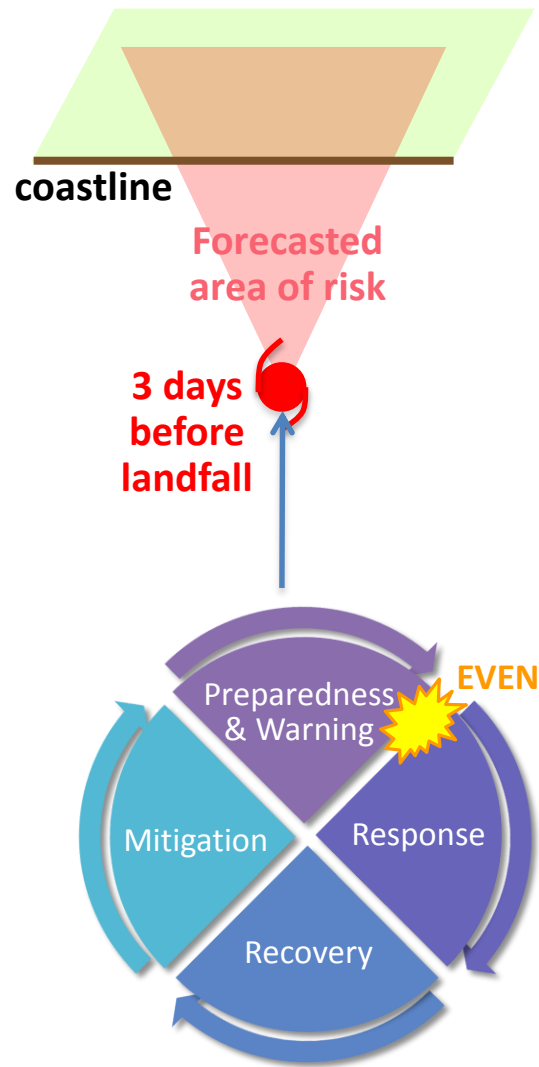 coastline
Forecasted
area of risk
3 days
before
landfall
EVEN
Preparedness
& Warning
Mitigation
Response
Recovery